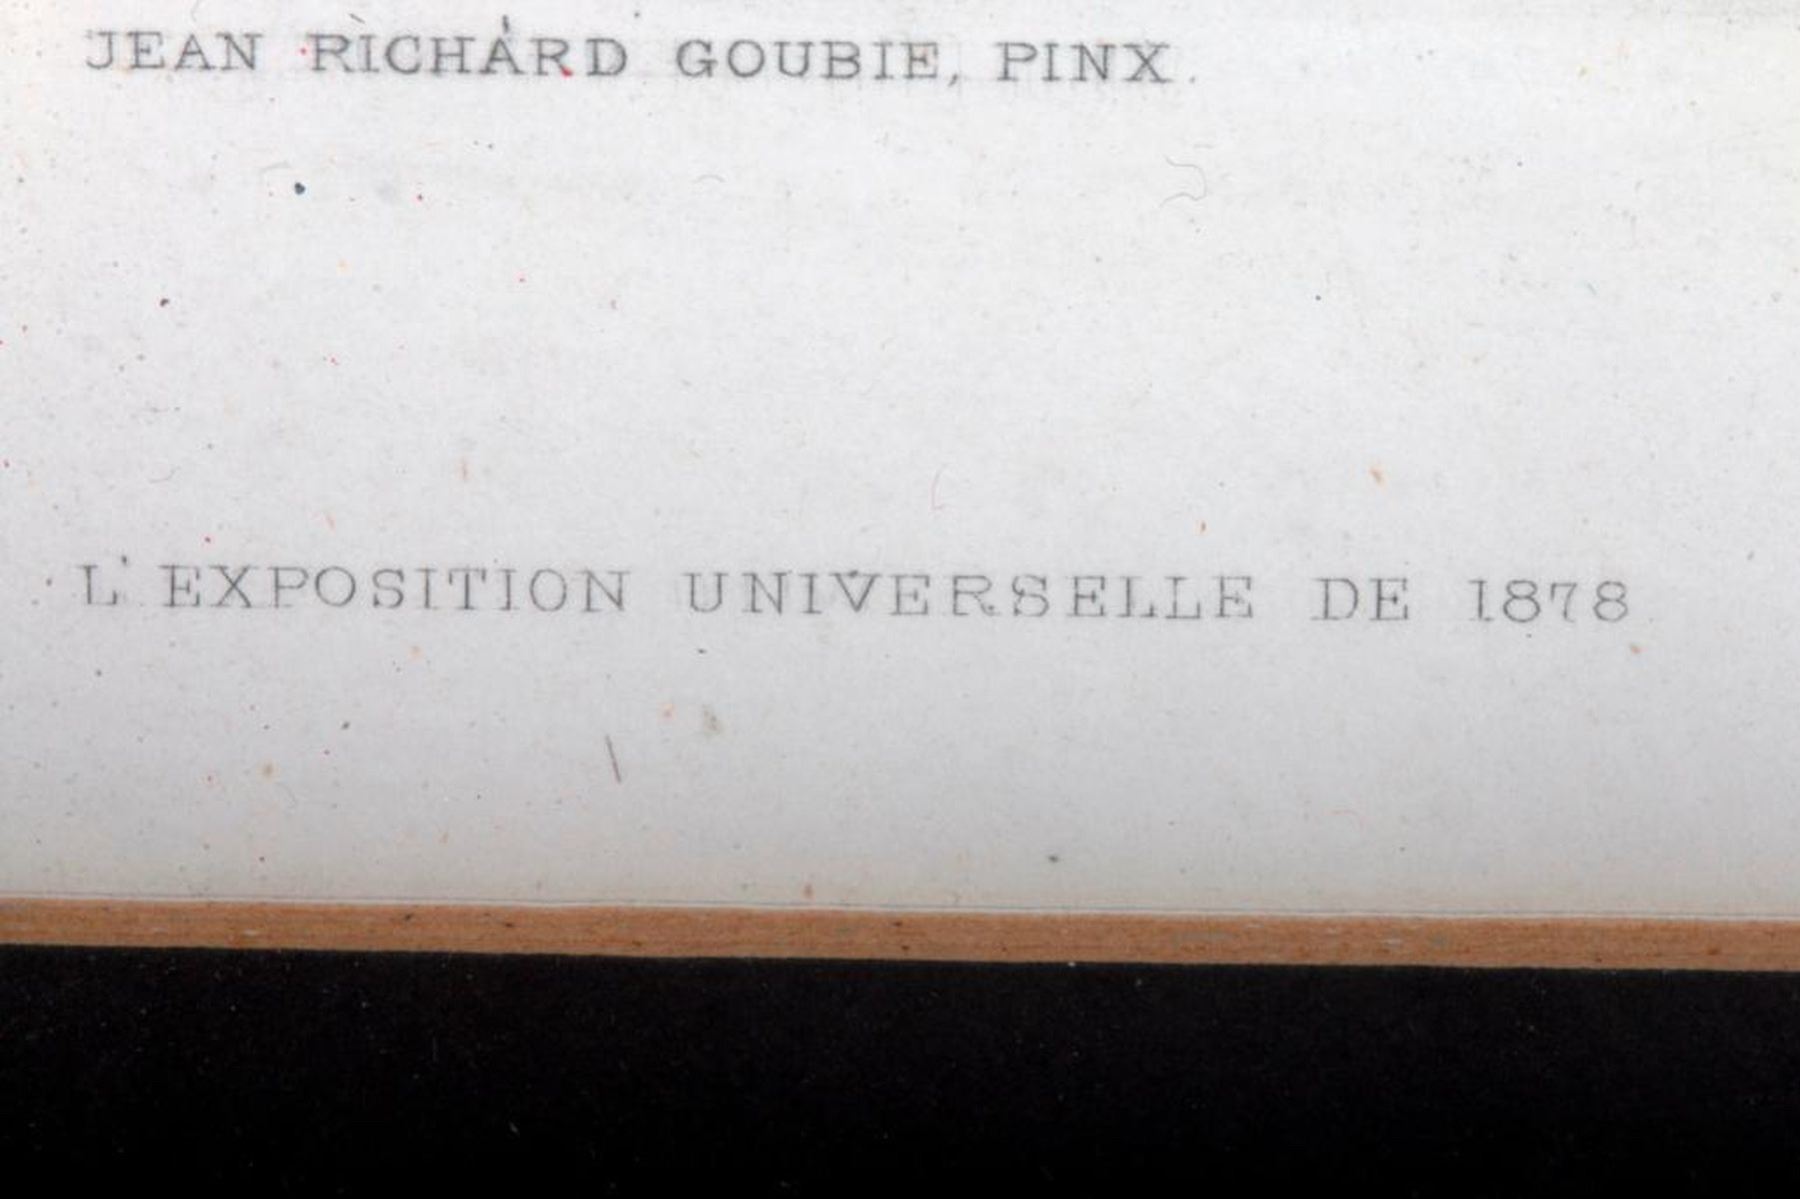 JEAN RICHARD GOUBIE, PINX.
L'EXPOSITION UNIVERSELLE DE 1878